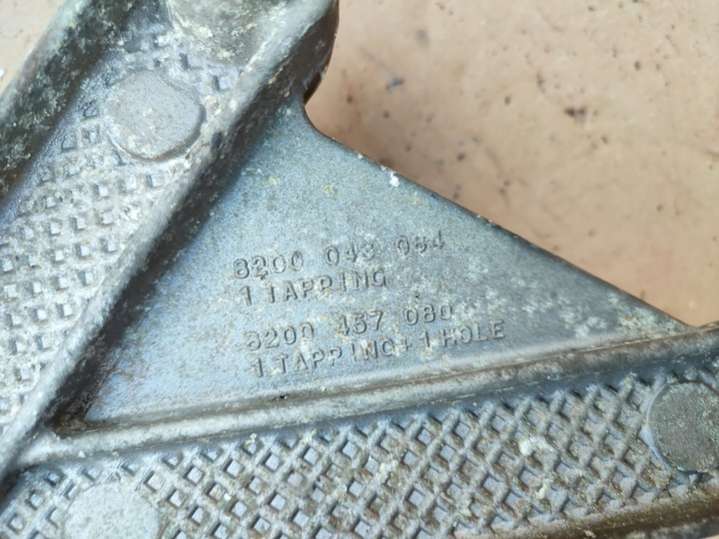 8200 043 084
1 TAPPING
8200 457 080
1 TAPPING+1 HOLE